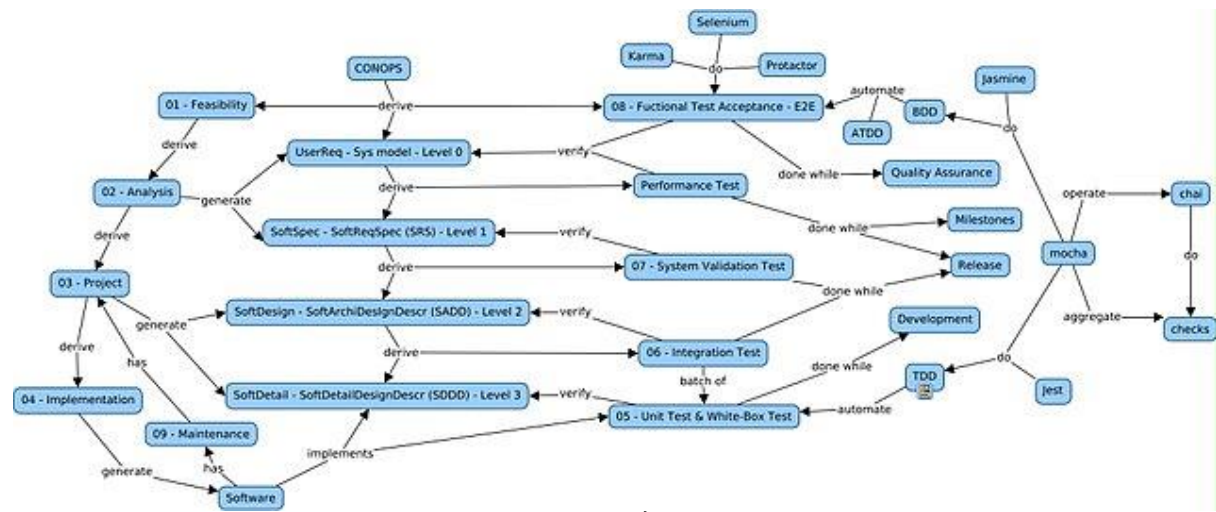 Selenium
Karma
do
Protactor
CONOPS
Jasmine
01 - Feasibility
derive
08 - Fuctional Test Acceptance - E2E
automate
BDD
ATDD
do
derive
UserReq - Sys model - Level 0
verify
02 - Analysis
generate
derive
Performance Test
done while
Quality Assurance
operate
chai
SoftSpec - SoftReqSpec (SRS) - Level 1
verify
done while
Milestones
derive
mocha
do
03 - Project
derive
07 - System Validation Test
Release
done while
generate
SoftDesign - SoftArchiDesIgnDescr (SADD) - Level 2
verify
Development
aggregate
checks
derive
has
derive
06 - Integration Test
do
done while
batch of
TDD
Jest
04 - Implementation
SoftDetail - SoftDetailDesignDescr (SDDD) - Level 3
verify
automate
05 - Unit Test & White-Box Test
09 - Maintenance
implements
generate
has
Software